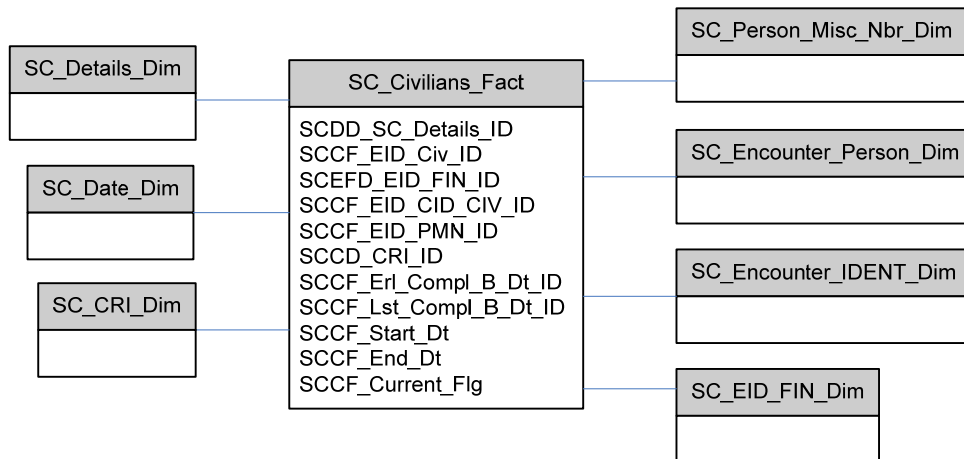 SC_Details_Dim
SC_Date_Dim
SC_CRI_Dim
SC_Civilians_Fact
SCDD_SC_Details_ID
SCCF_EID_Civ_ID
SCEFD_EID_FIN_ID
SCCF_EID_CID_CIV_ID
SCCF_EID_PMN_ID
SCCD_CRI_ID
SCCF_Erl_Compl_B_Dt_ID
SCCF_Lst_Compl_B_Dt_ID
SCCF_Start_Dt
SCCF_End_Dt
SCCF_Current_Flg
SC_Person_Misc_Nbr_Dim
SC_Encounter_Person_Dim
SC_Encounter_IDENT_Dim
SC_EID_FIN_Dim